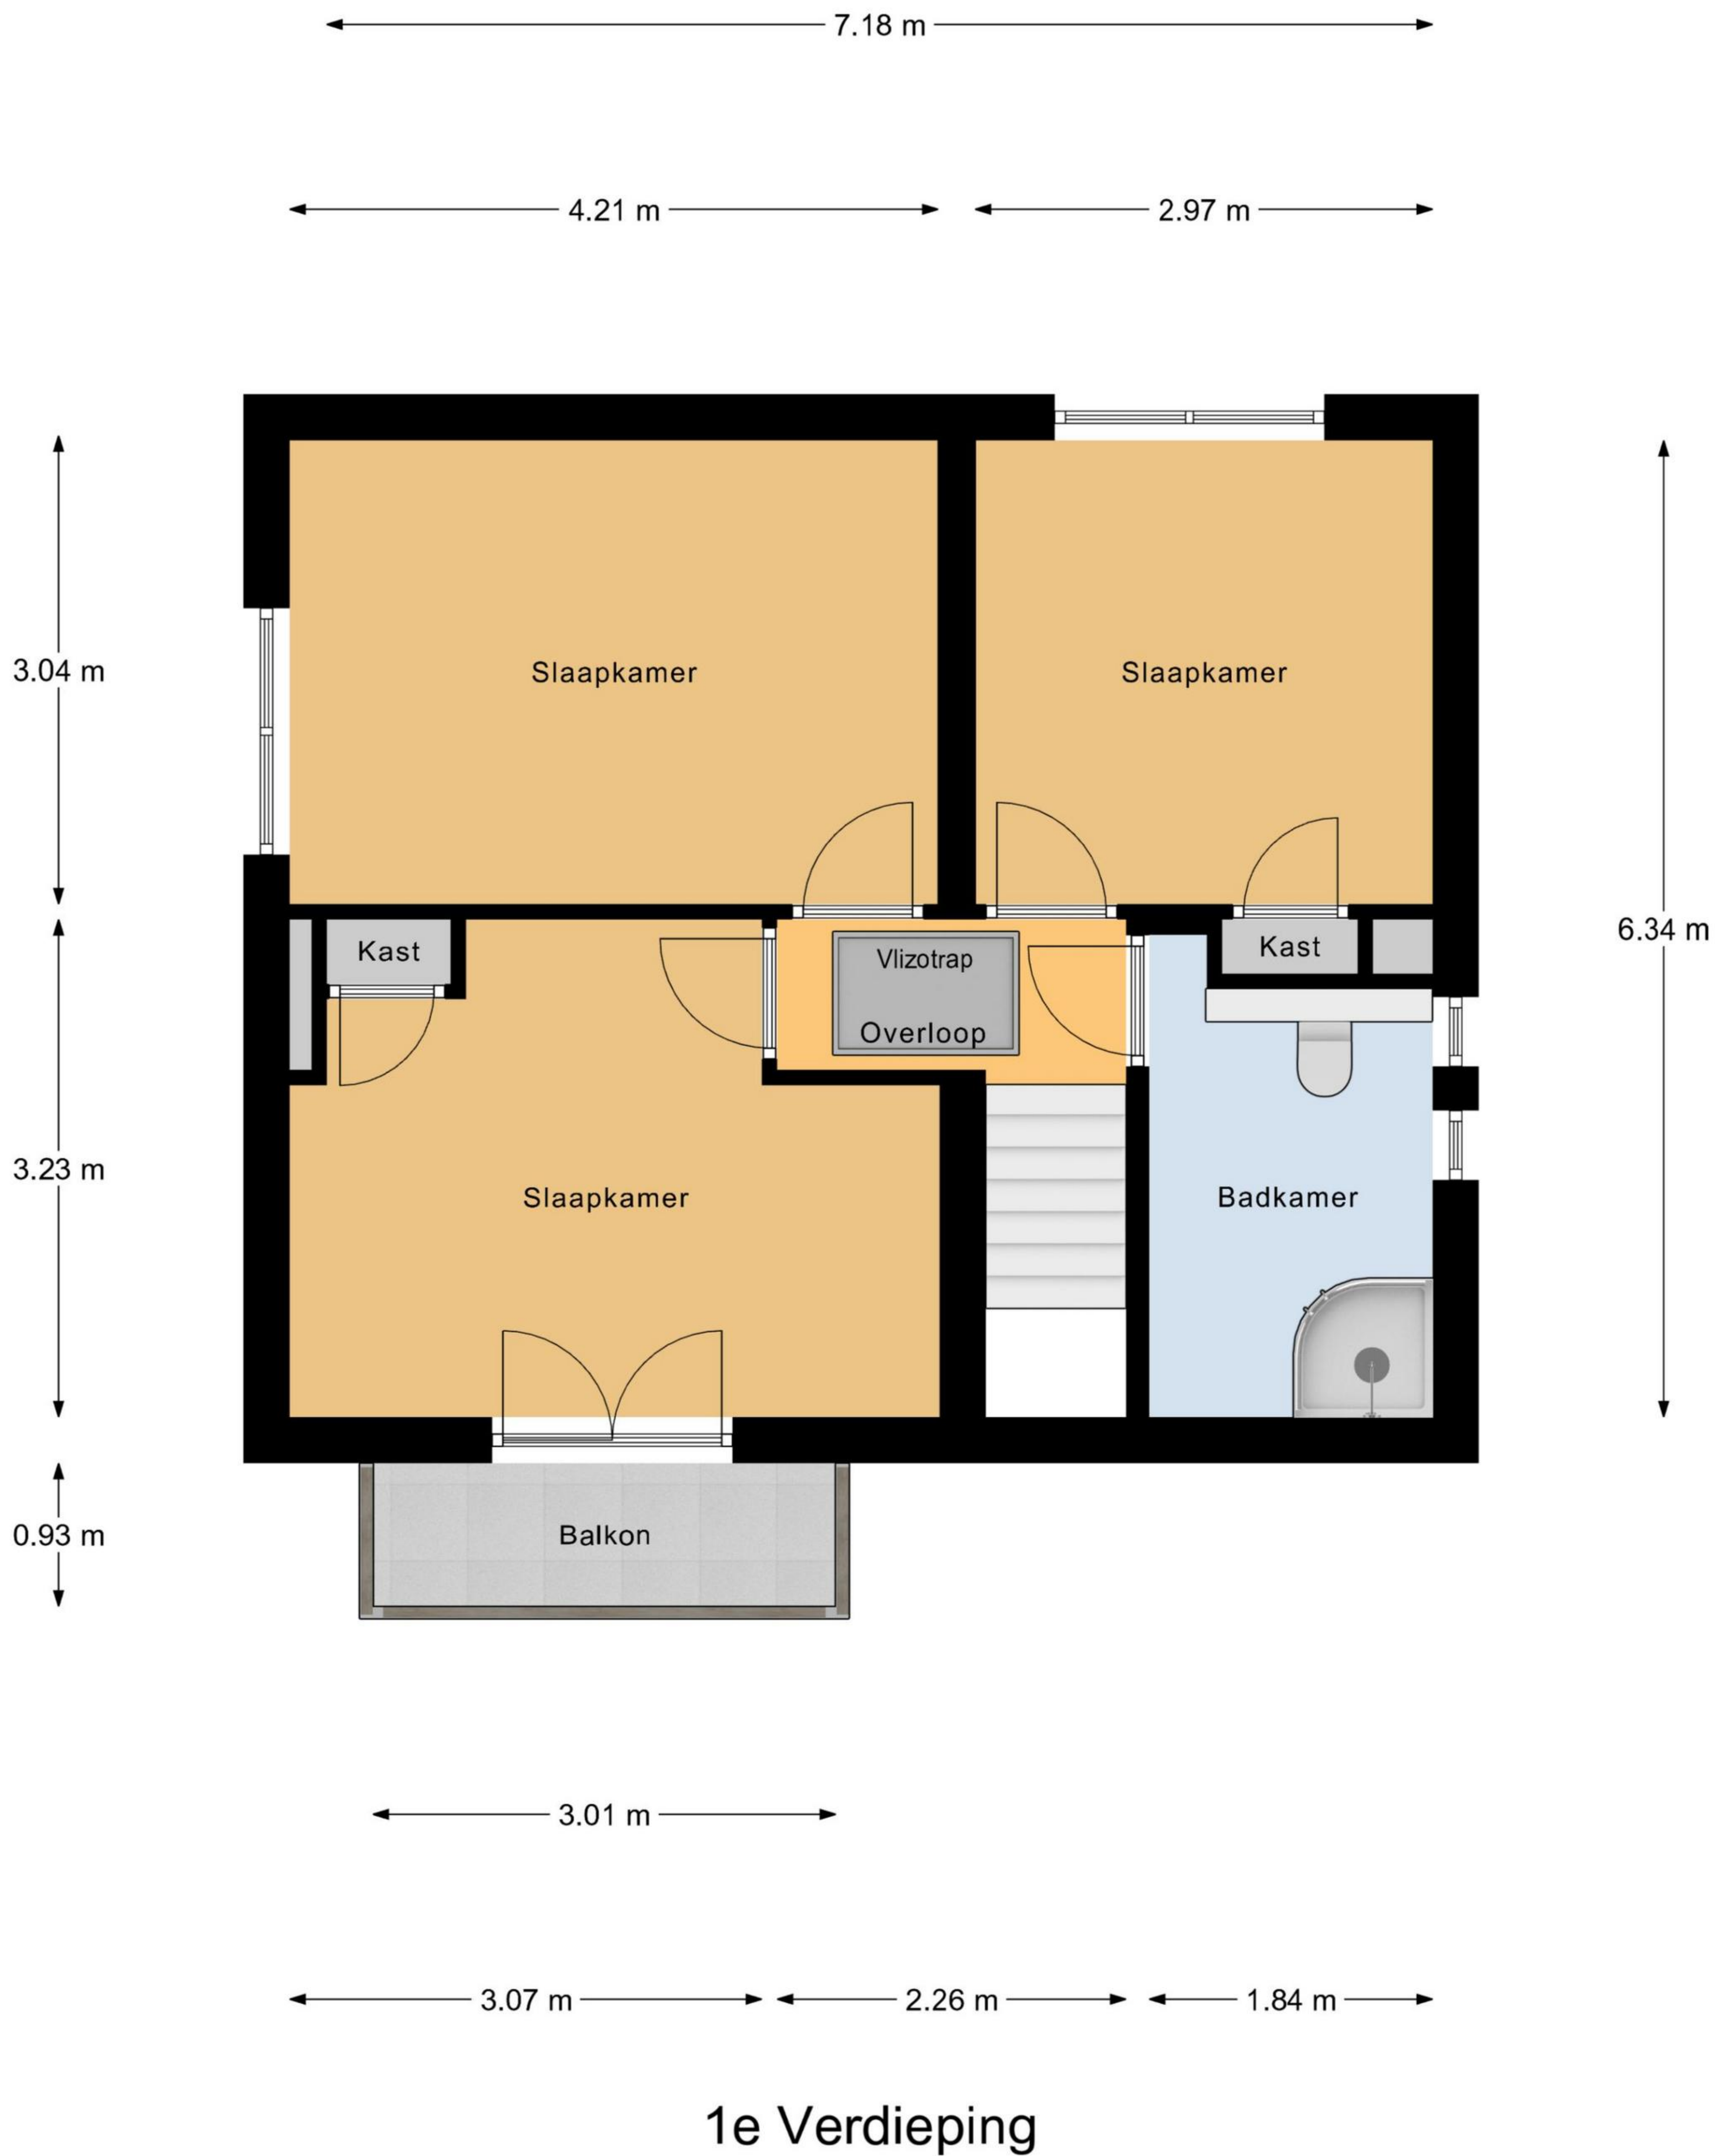 7.18 m
4.21 m
2.97 m
3.04 m
Slaapkamer
Slaapkamer
6.34 m
Kast
Kast
Vlizotrap
Overloop
3.23 m
Slaapkamer
Badkamer
0.93 m
Balkon
3.01 m
3.07 m
2.26 m
1.84 m
1e Verdieping